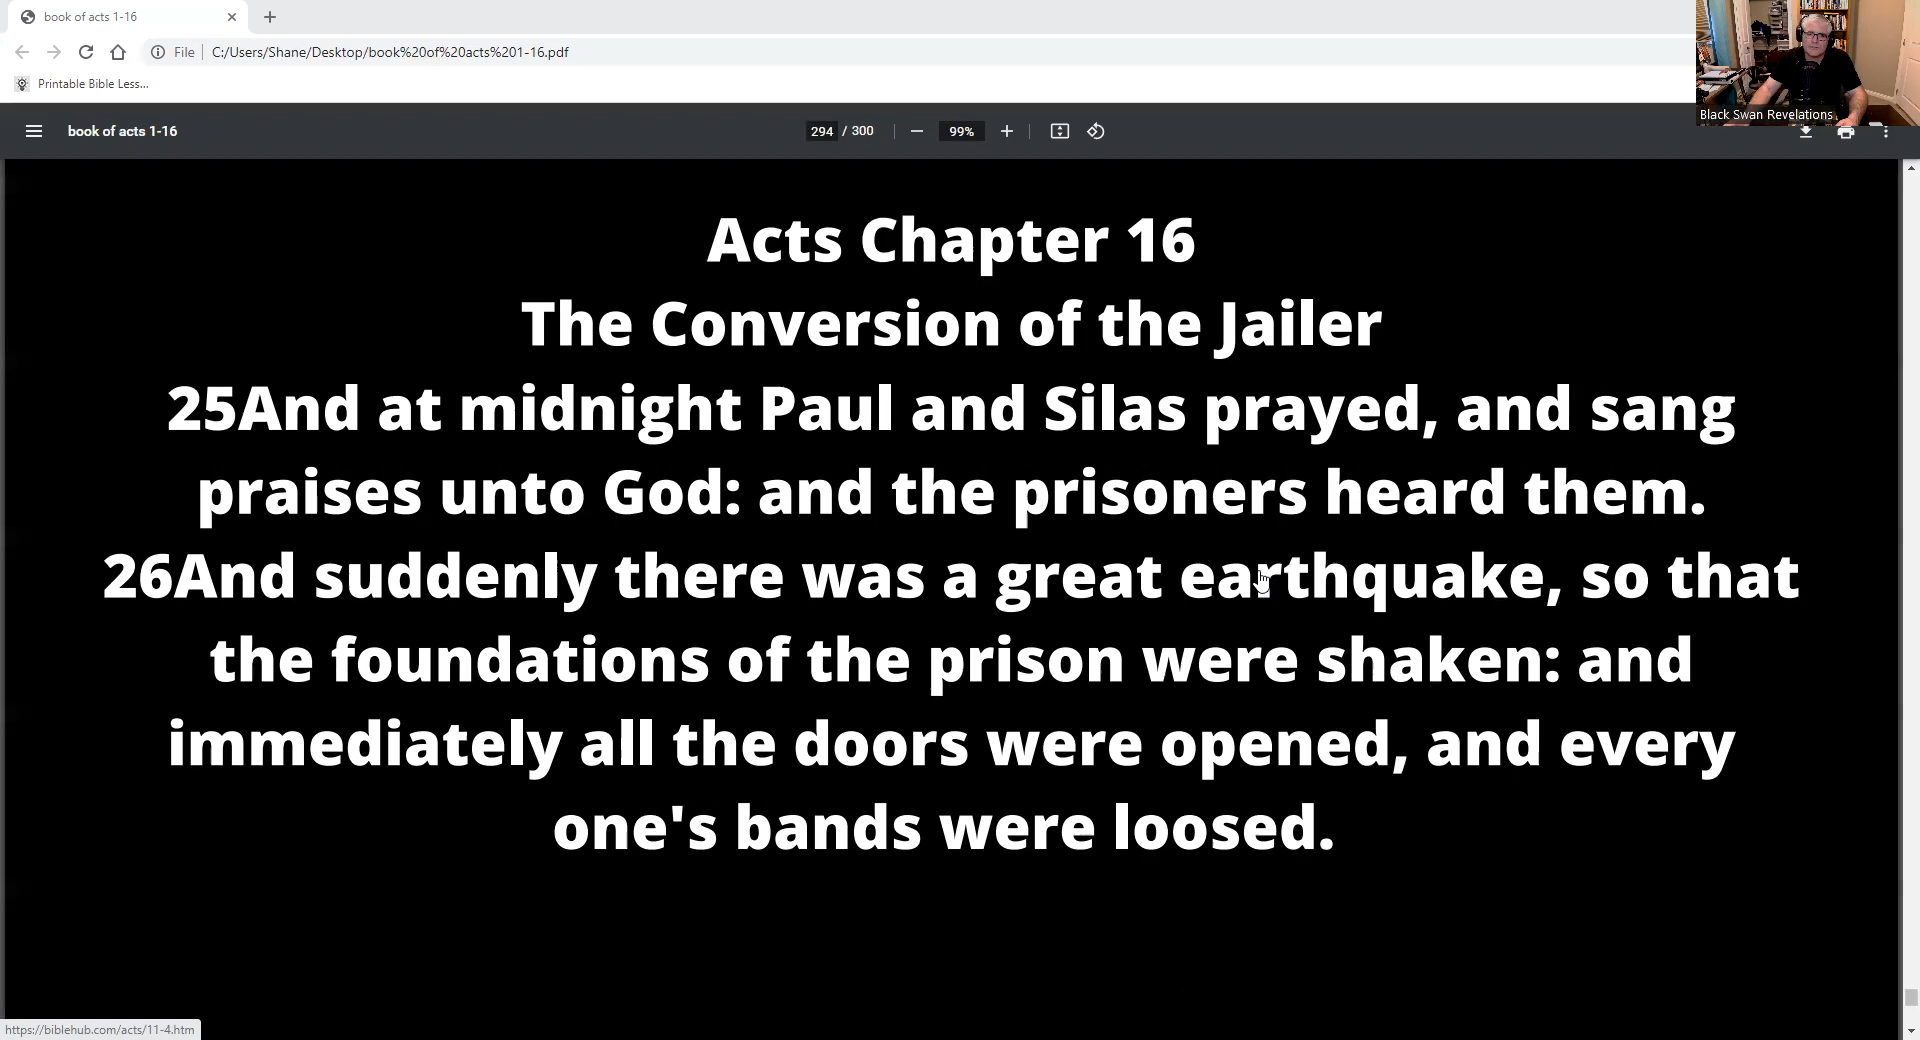 book of acts 1-16
File
C:/Users/Shane/Desktop/book%20of%20acts%201-16.pdf
Printable Bible Less...
Black Swan Revelations
book of acts 1-16
294 / 300
99%
Acts Chapter 16
The Conversion of the Jailer
25And at midnight Paul and Silas prayed, and sang
praises unto God: and the prisoners heard them.
26And suddenly there was a great earthquake, so that
the foundations of the prison were shaken: and
immediately all the doors were opened, and every
one's bands were loosed.
https://biblehub.com/acts/11-4.htm